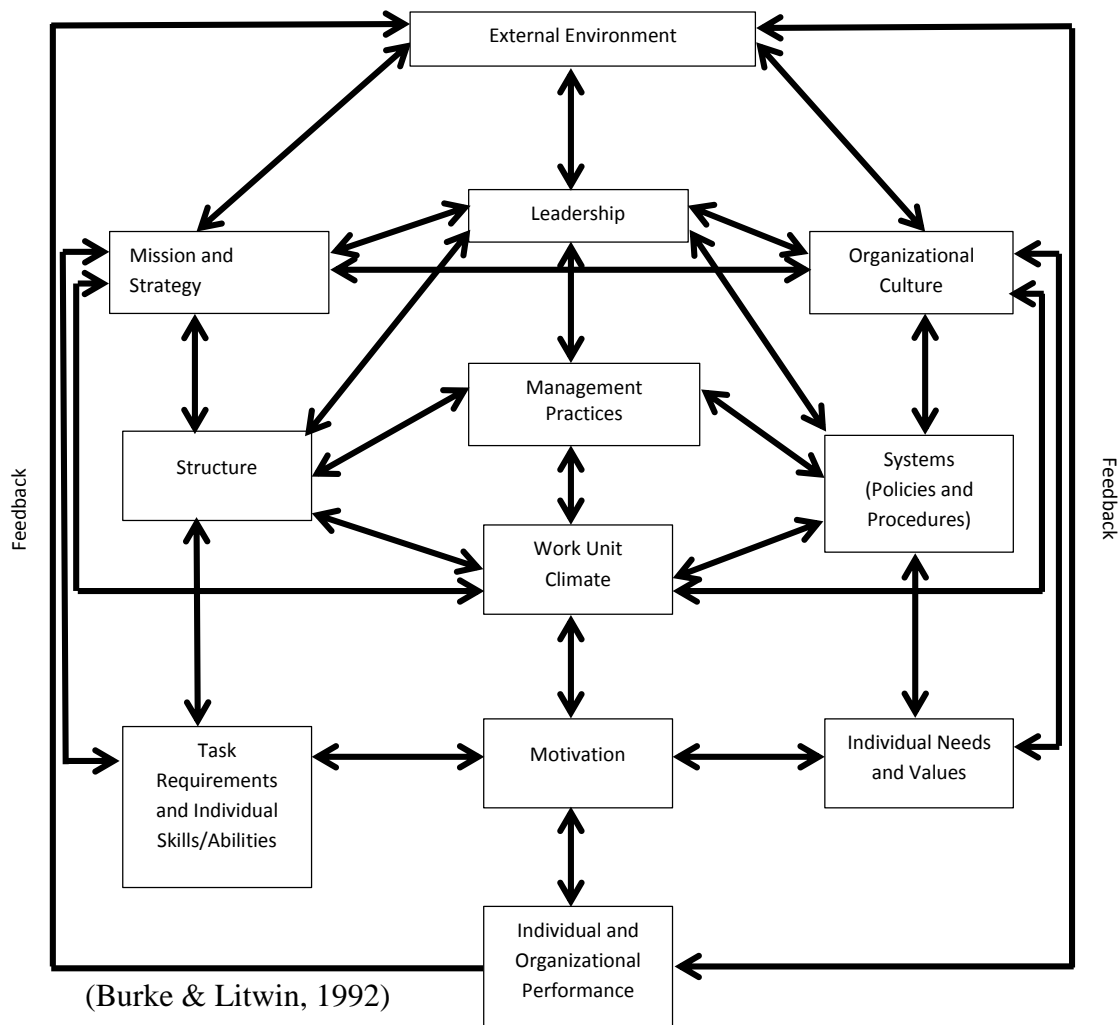 External Environment
Leadership
Mission and
Strategy
Organizational
Culture
Management
Practices
Structure
Systems
(Policies and
Procedures)
Feedback
Feedback
Work Unit
Climate
Task
Requirements
and Individual
Skills/Abilities
Motivation
Individual Needs
and Values
Individual and
Organizational
Performance
(Burke & Litwin, 1992)